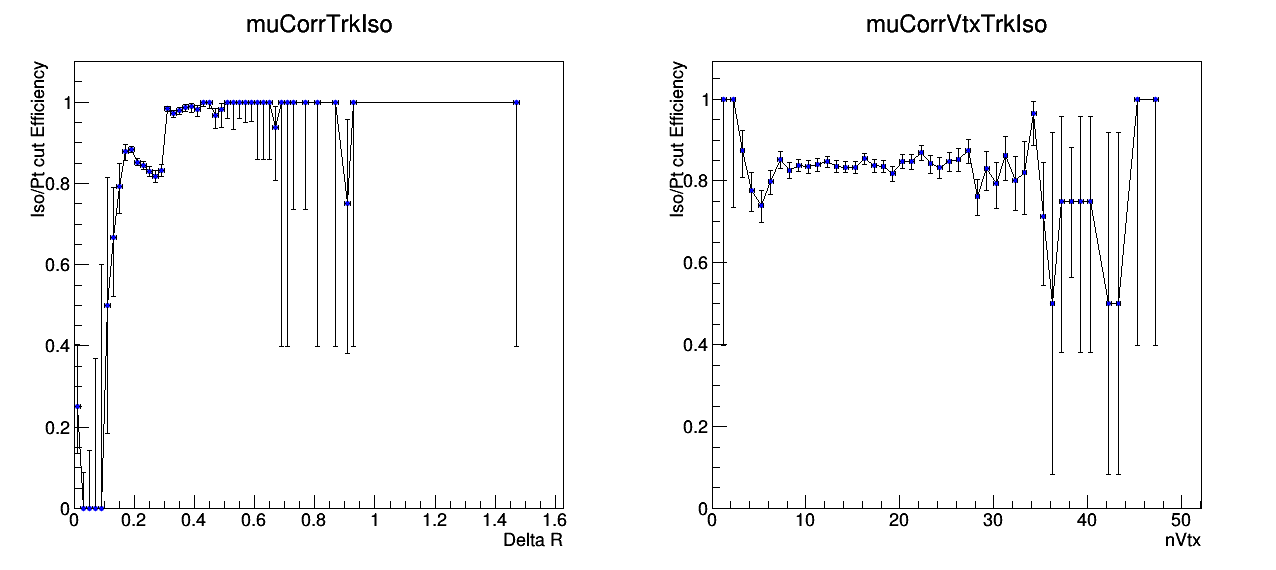 muCorrTrkIso
Iso/Pt cut Efficiency
1
0.8
0.6
0.4
0.2
0
0 0.2 0.4 0.6 0.8 1 1.2 1.4 1.6
Delta R
muCorrVtxTrkIso
Iso/Pt cut Efficiency
1
0.8
0.6
0.4
0.2
0
0 10 20 30 40 50
nVtx